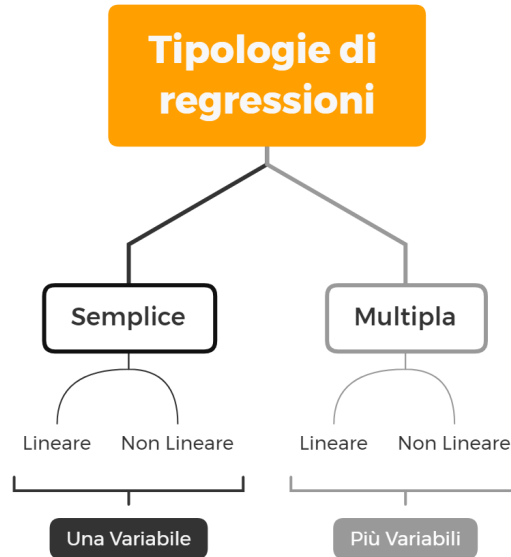 Tipologie di
regressioni
Semplice
Multipla
Lineare
Non Lineare
Lineare
Non Lineare
Una Variabile
Più Variabili